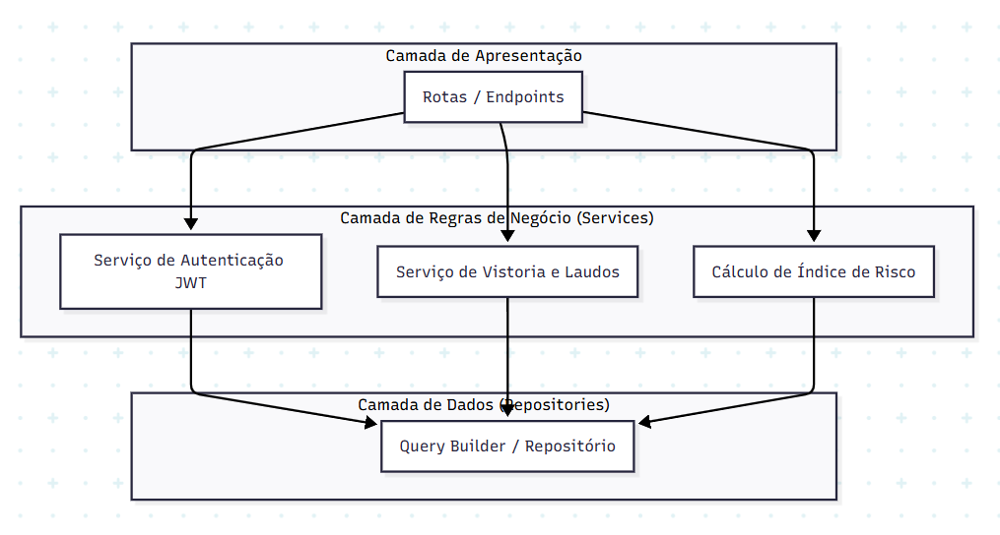 Camada de Apresentação
Rotas / Endpoints
Camada de Regras de Negócio (Services)
Serviço de Autenticação
JWT
Serviço de Vistoria e Laudos
Cálculo de Índice de Risco
Camada de Dados (Repositories)
Query Builder / Repositório